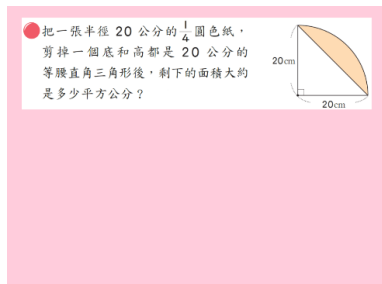 把一張半徑 20 公分的 1/4 圓色紙，
剪掉一個底和高都是 20 公分的
等腰直角三角形後，剩下的面積大約
是多少平方公分？
20cm
20cm